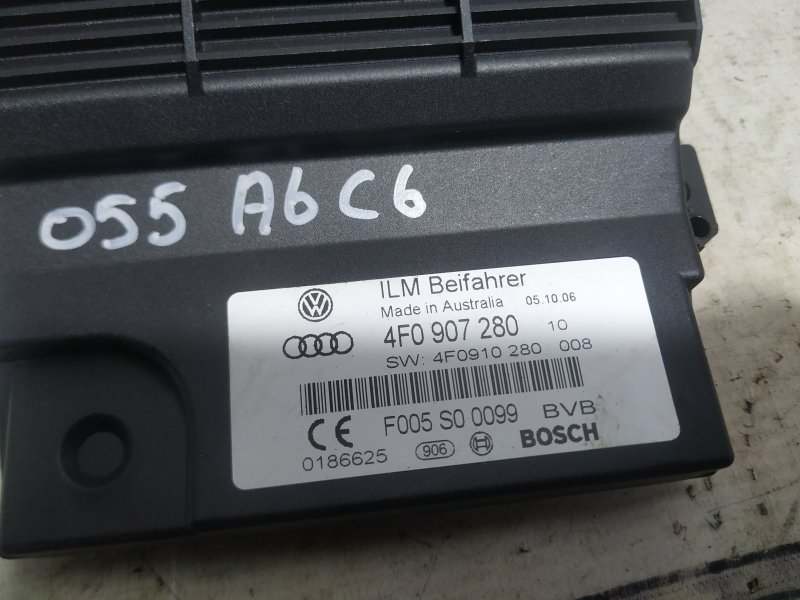 055 A6 C6
ILM Beifahrer
Made in Australia 05.10.06
4F0 907 280 10
SW: 4F0910 280 008
F005 S0 0099 BVB
CE
0186625 906 BOSCH